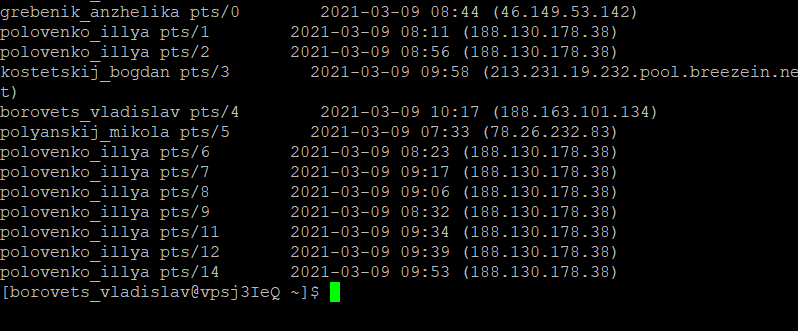 grebenik_anzhelika pts/0        2021-03-09 08:44 (46.149.53.142)
polovenko_illya pts/1        2021-03-09 08:11 (188.130.178.38)
polovenko_illya pts/2        2021-03-09 08:56 (188.130.178.38)
kostetskij_bogdan pts/3        2021-03-09 09:58 (213.231.19.232.pool.breezein.ne
t)
borovets_vladislav pts/4        2021-03-09 10:17 (188.163.101.134)
polyanskij_mikola pts/5        2021-03-09 07:33 (78.26.232.83)
polovenko_illya pts/6        2021-03-09 08:23 (188.130.178.38)
polovenko_illya pts/7        2021-03-09 09:17 (188.130.178.38)
polovenko_illya pts/8        2021-03-09 09:06 (188.130.178.38)
polovenko_illya pts/9        2021-03-09 08:32 (188.130.178.38)
polovenko_illya pts/11       2021-03-09 09:34 (188.130.178.38)
polovenko_illya pts/12       2021-03-09 09:39 (188.130.178.38)
polovenko_illya pts/14       2021-03-09 09:53 (188.130.178.38)
[borovets_vladislav@vpsj3IeQ ~]$